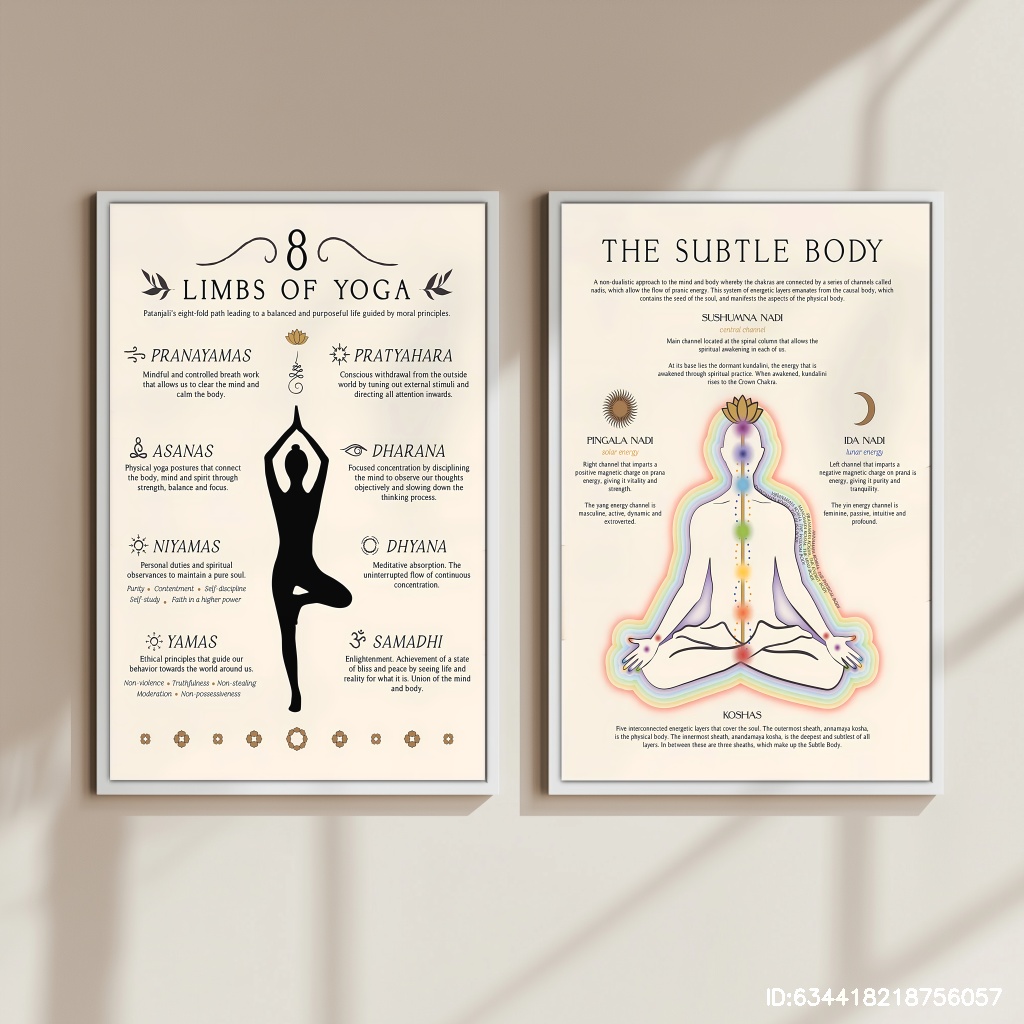 8
LIMBS OF YOGA
Patanjali's eight-fold path leading to a balanced and purposeful life guided by moral principles.
PRANAYAMAS
Mindful and controlled breath work
that allows us to clear the mind and
calm the body.
ASANAS
Physical yoga postures that connect
the body, mind and spirit through
strength, balance and focus.
NIYAMAS
Personal duties and spiritual
observances to maintain a pure soul.
Purity • Contentment • Self-discipline
Self-study • Faith in a higher power
YAMAS
Ethical principles that guide our
behavior towards the world around us.
Non-violence • Truthfulness • Non-stealing
Moderation • Non-possessiveness
PRATYAHARA
Conscious withdrawal from the outside
world by tuning out external stimuli and
directing all attention inwards.
DHARANA
Focused concentration by disciplining
the mind to observe our thoughts
objectively and slowing down the
thinking process.
DHYANA
Meditative absorption. The
uninterrupted flow of continuous
concentration.
ॐ SAMADHI
Enlightenment. Achievement of a state
of bliss and peace by seeing life and
reality for what it is. Union of the mind
and body.
THE SUBTLE BODY
A non-dualistic approach to the mind and body whereby the chakras are connected by a series of channels called
nadis, which allow the flow of pranic energy. This system of energetic layers emanates from the causal body, which
contains the seed of the soul, and manifests the aspects of the physical body.
SUSHUMNA NADI
central channel
Main channel located at the spinal column that allows the
spiritual awakening in each of us.
At its base lies the dormant kundalini, the energy that is
awakened through spiritual practice. When awakened, kundalini
rises to the Crown Chakra.
PINGALA NADI
solar energy
Right channel that imparts a
positive magnetic charge on prana
energy, giving it vitality and
strength.
The yang energy channel is
masculine, active, dynamic and
extroverted.
IDA NADI
lunar energy
Left channel that imparts a
negative magnetic charge on prana is
energy, giving it purity and
tranquility.
The yin energy channel is
feminine, passive, intuitive and
profound.
KOSHAS
Five interconnected energetic layers that cover the soul. The outermost sheath, annamaya kosha,
is the physical body. The innermost sheath, anandamaya kosha, is the deepest and subtlest of all
layers. In between these are three sheaths, which make up the Subtle Body.
ID:634418218756057